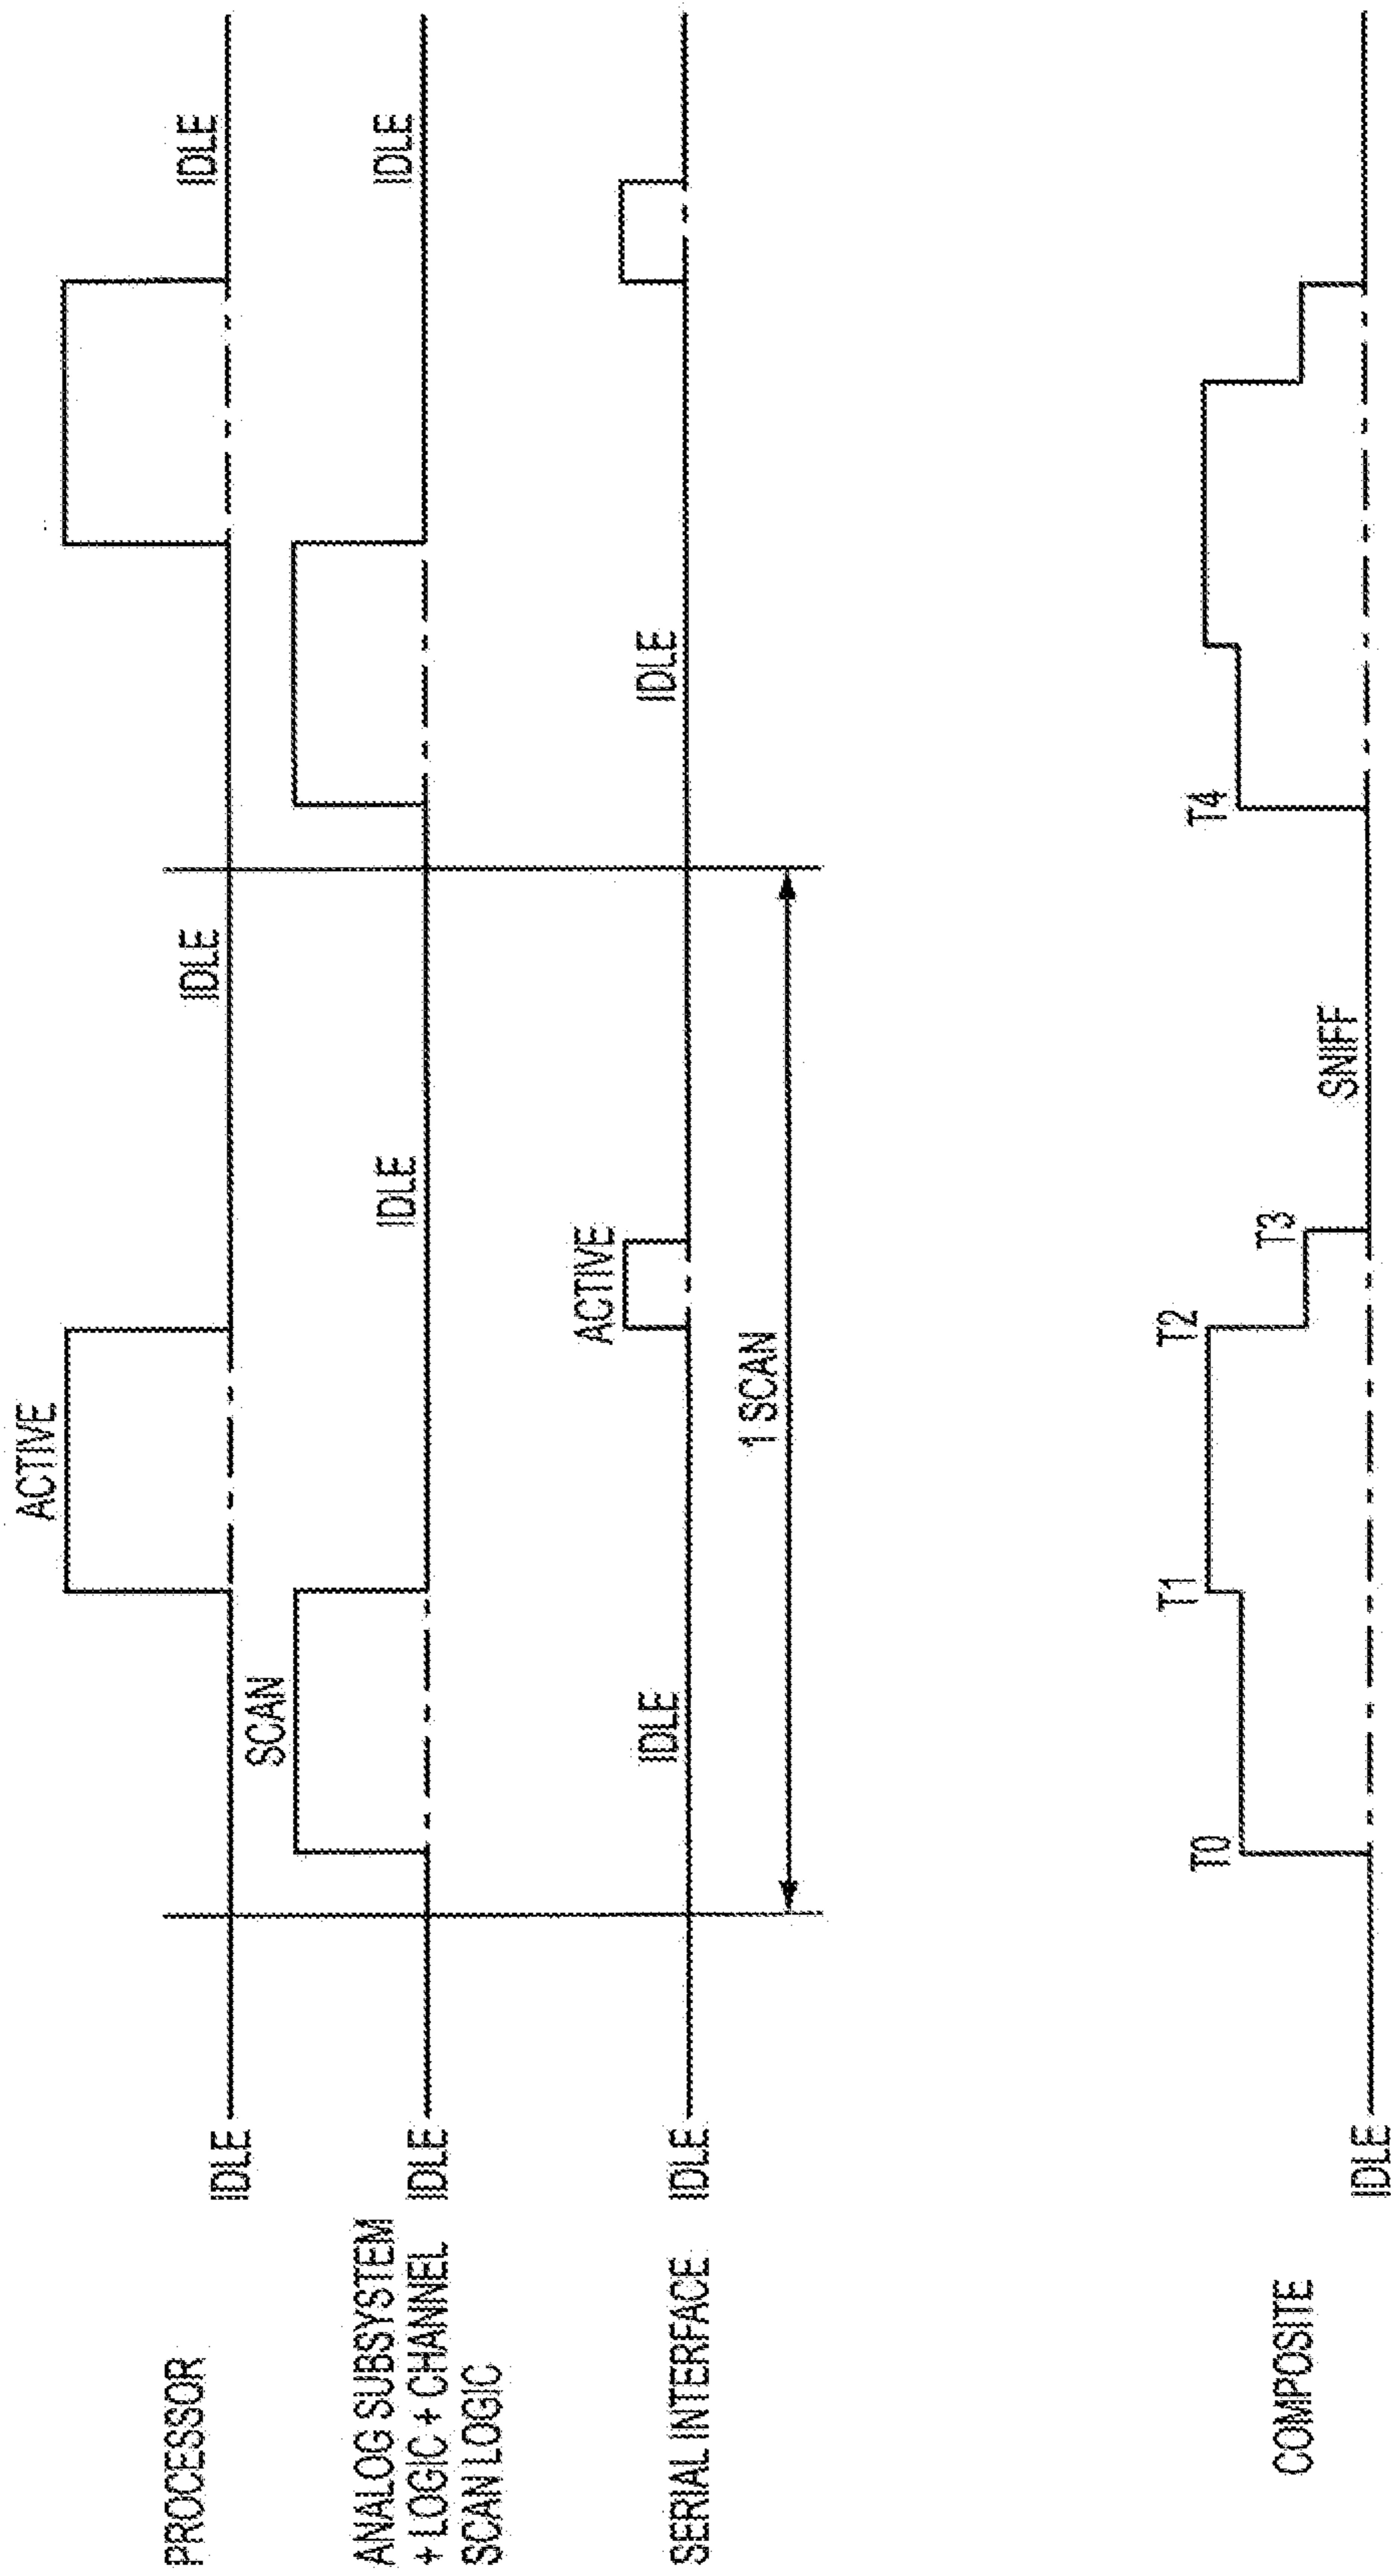 PROCESSOR
IDLE
ACTIVE
IDLE
IDLE
ANALOG SUBSYSTEM
+ LOGIC + CHANNEL
SCAN LOGIC
IDLE
SCAN
IDLE
IDLE
SERIAL INTERFACE
IDLE
IDLE
ACTIVE
IDLE
1 SCAN
COMPOSITE
IDLE
T0
T1
T2
T3
SNIFF
T4